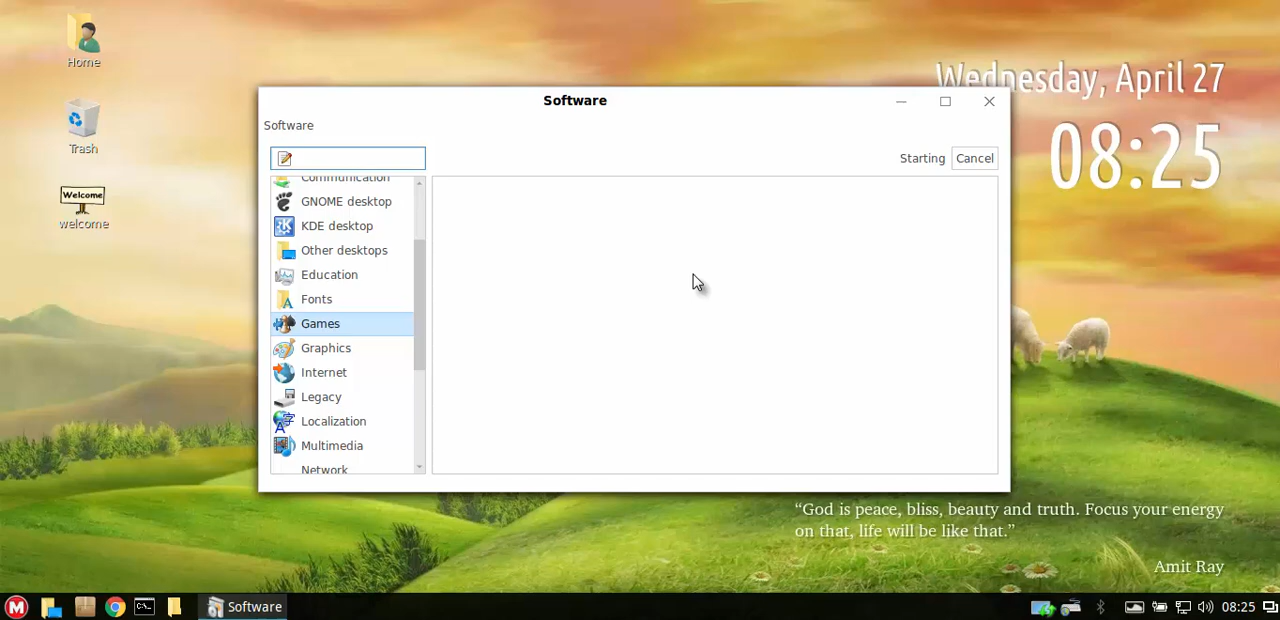 Home
Trash
Welcome
welcome
Wednesday, April 27
08:25
Software
Software
Starting
Cancel
Communication
GNOME desktop
KDE desktop
Other desktops
Education
Fonts
Games
Graphics
Internet
Legacy
Localization
Multimedia
Network
“God is peace, bliss, beauty and truth. Focus your energy
on that, life will be like that.”
Amit Ray
Software
08:25